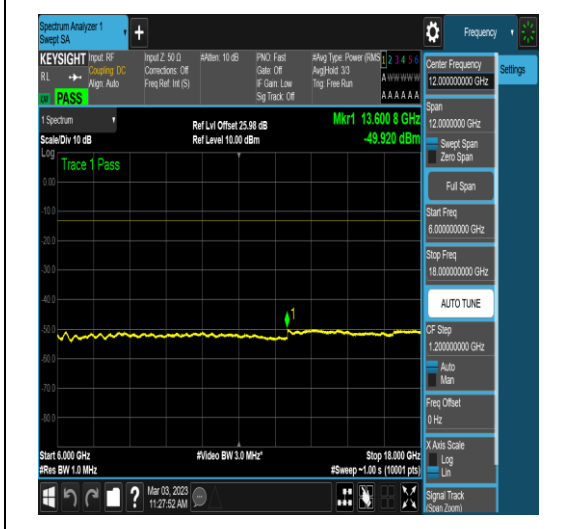 Spectrum Analyzer 1
Swept SA
Frequency
KEYSIGHT
RL
PASS
Input: RF
Coupling: DC
Align: Auto
Input Z: 50 Ω
Corrections: Off
Freq Ref: Int (S)
#Atten: 10 dB
PNO: Fast
Gate: Off
IF Gain: Low
Sig Track: Off
#Avg Type: Power (RMS)
Avg|Hold: 3/3
Trig: Free Run
1 2 3 4 5 6
A W W W W W
A A A A A A
1 Spectrum
Scale/Div 10 dB
Ref Lvl Offset 25.98 dB
Ref Level 10.00 dBm
Mkr1 13.600 8 GHz
-49.920 dBm
Log
Trace 1 Pass
0.00
-10.0
-20.0
-30.0
-40.0
-50.0
-60.0
-70.0
-80.0
1
Start 6.000 GHz
#Res BW 1.0 MHz
#Video BW 3.0 MHz*
Stop 18.000 GHz
#Sweep ~1.00 s (10001 pts)
Mar 03, 2023
11:27:52 AM
?
Settings
Center Frequency
12.000000000 GHz
Span
12.0000000 GHz
Swept Span
Zero Span
Full Span
Start Freq
6.000000000 GHz
Stop Freq
18.000000000 GHz
AUTO TUNE
CF Step
1.200000000 GHz
Auto
Man
Freq Offset
0 Hz
X Axis Scale
Log
Lin
Signal Track
(Span Zoom)